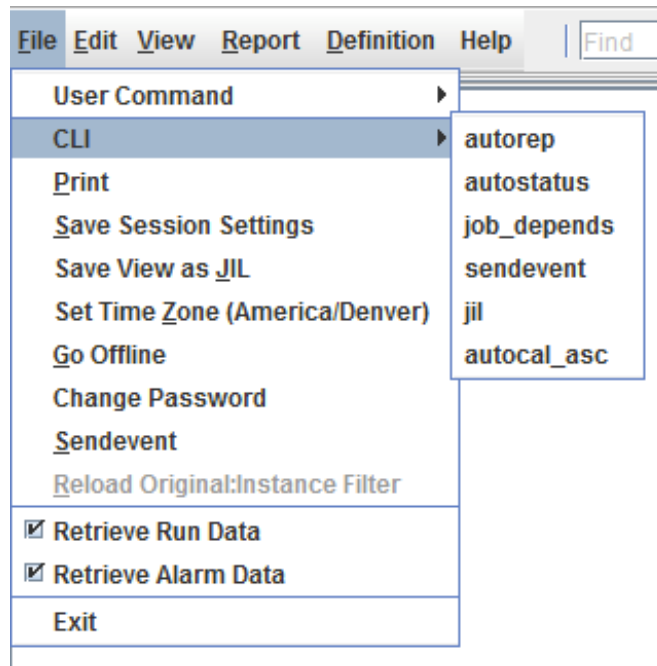 File Edit View Report Definition Help Find
User Command
CLI
Print
Save Session Settings
Save View as JIL
Set Time Zone (America/Denver)
Go Offline
Change Password
Sendevent
Reload Original:Instance Filter
Retrieve Run Data
Retrieve Alarm Data
Exit
autorep
autostatus
job_depends
sendevent
jil
autocal_asc